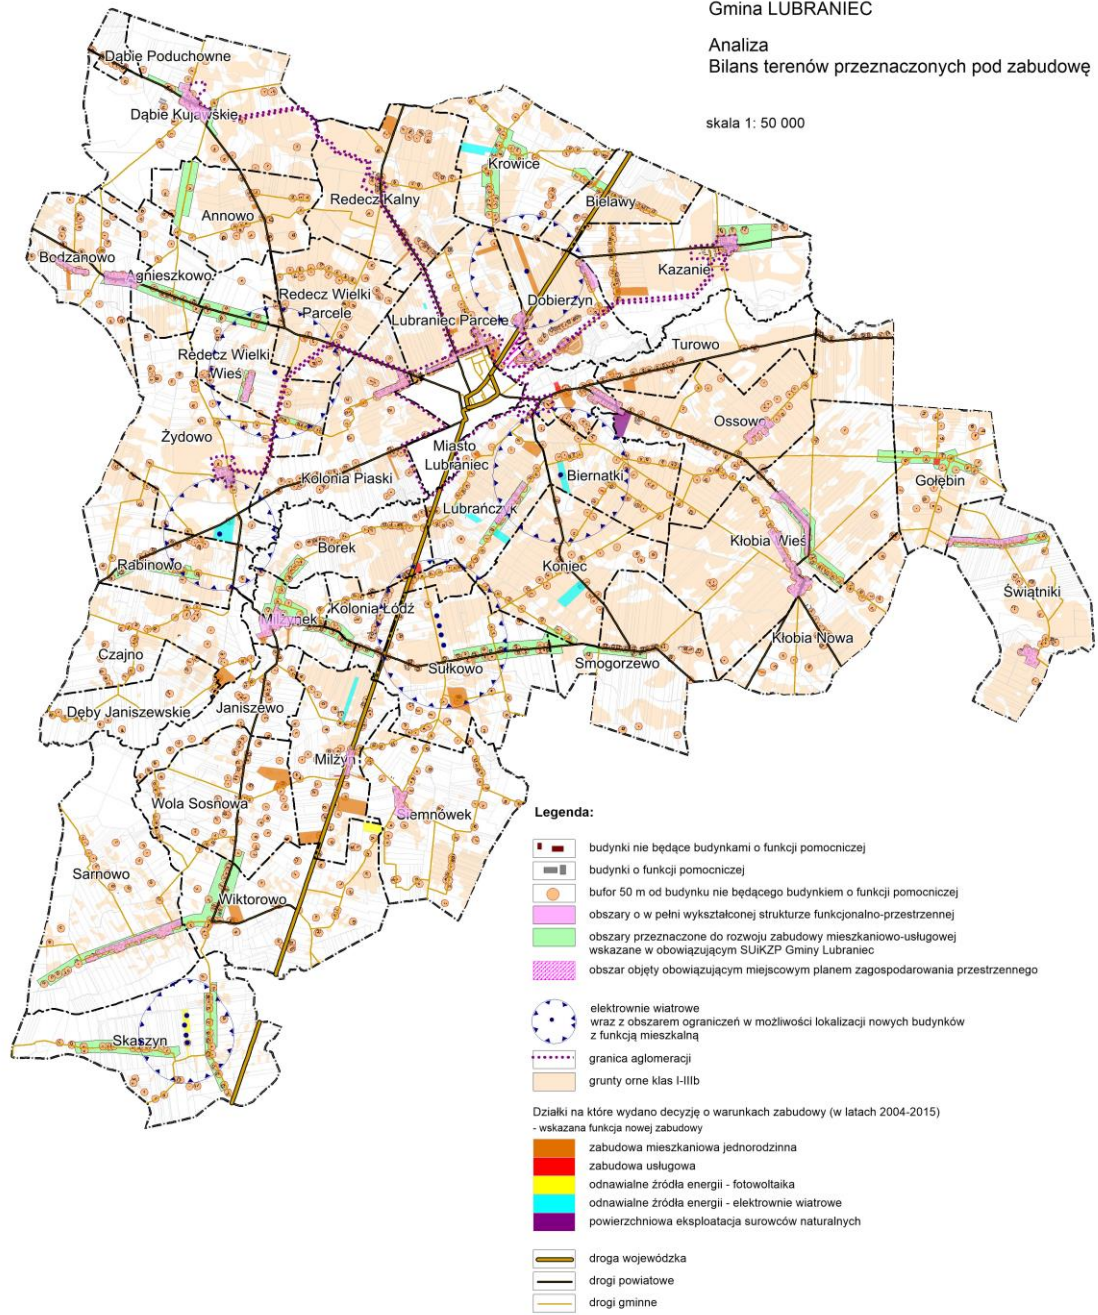 Gmina LUBRANIEC
Analiza
Bilans terenów przeznaczonych pod zabudowę
skala 1: 50 000
Dąbie Poduchowne
Dąbie Kujawskie
Redecz Kalny
Krowice
Bielawy
Annowo
Bodzanowo
Agnieszkowo
Kazanie
Redecz Wielki
Parcele
Dobierzyn
Lubraniec Parcele
Turowo
Redecz Wielki
Wieś
Ossowo
Żydowo
Miasto
Lubraniec
Kolonia Piaski
Biernatki
Gołębin
Lubrańczyk
Kłobia Wieś
Borek
Rabinowo
Koniec
Świątniki
Kolonia Łódź
Milżynek
Kłobia Nowa
Czajno
Sułkowo
Smogorzewo
Deby Janiszewskie
Janiszewo
Milżyn
Wola Sosnowa
Siemnówek
Sarnowo
Wiktorowo
Skaszyn
Legenda:
budynki nie będące budynkami o funkcji pomocniczej
budynki o funkcji pomocniczej
bufor 50 m od budynku nie będącego budynkiem o funkcji pomocniczej
obszary o w pełni wykształconej strukturze funkcjonalno-przestrzennej
obszary przeznaczone do rozwoju zabudowy mieszkaniowo-usługowej
wskazane w obowiązującym SUiKZP Gminy Lubraniec
obszar objęty obowiązującym miejscowym planem zagospodarowania przestrzennego
elektrownie wiatrowe
wraz z obszarem ograniczeń w możliwości lokalizacji nowych budynków
z funkcją mieszkalną
granica aglomeracji
grunty orne klas I-IIIb
Działki na które wydano decyzję o warunkach zabudowy (w latach 2004-2015)
- wskazana funkcja nowej zabudowy
zabudowa mieszkaniowa jednorodzinna
zabudowa usługowa
odnawialne źródła energii - fotowoltaika
odnawialne źródła energii - elektrownie wiatrowe
powierzchniowa eksploatacja surowców naturalnych
droga wojewódzka
drogi powiatowe
drogi gminne